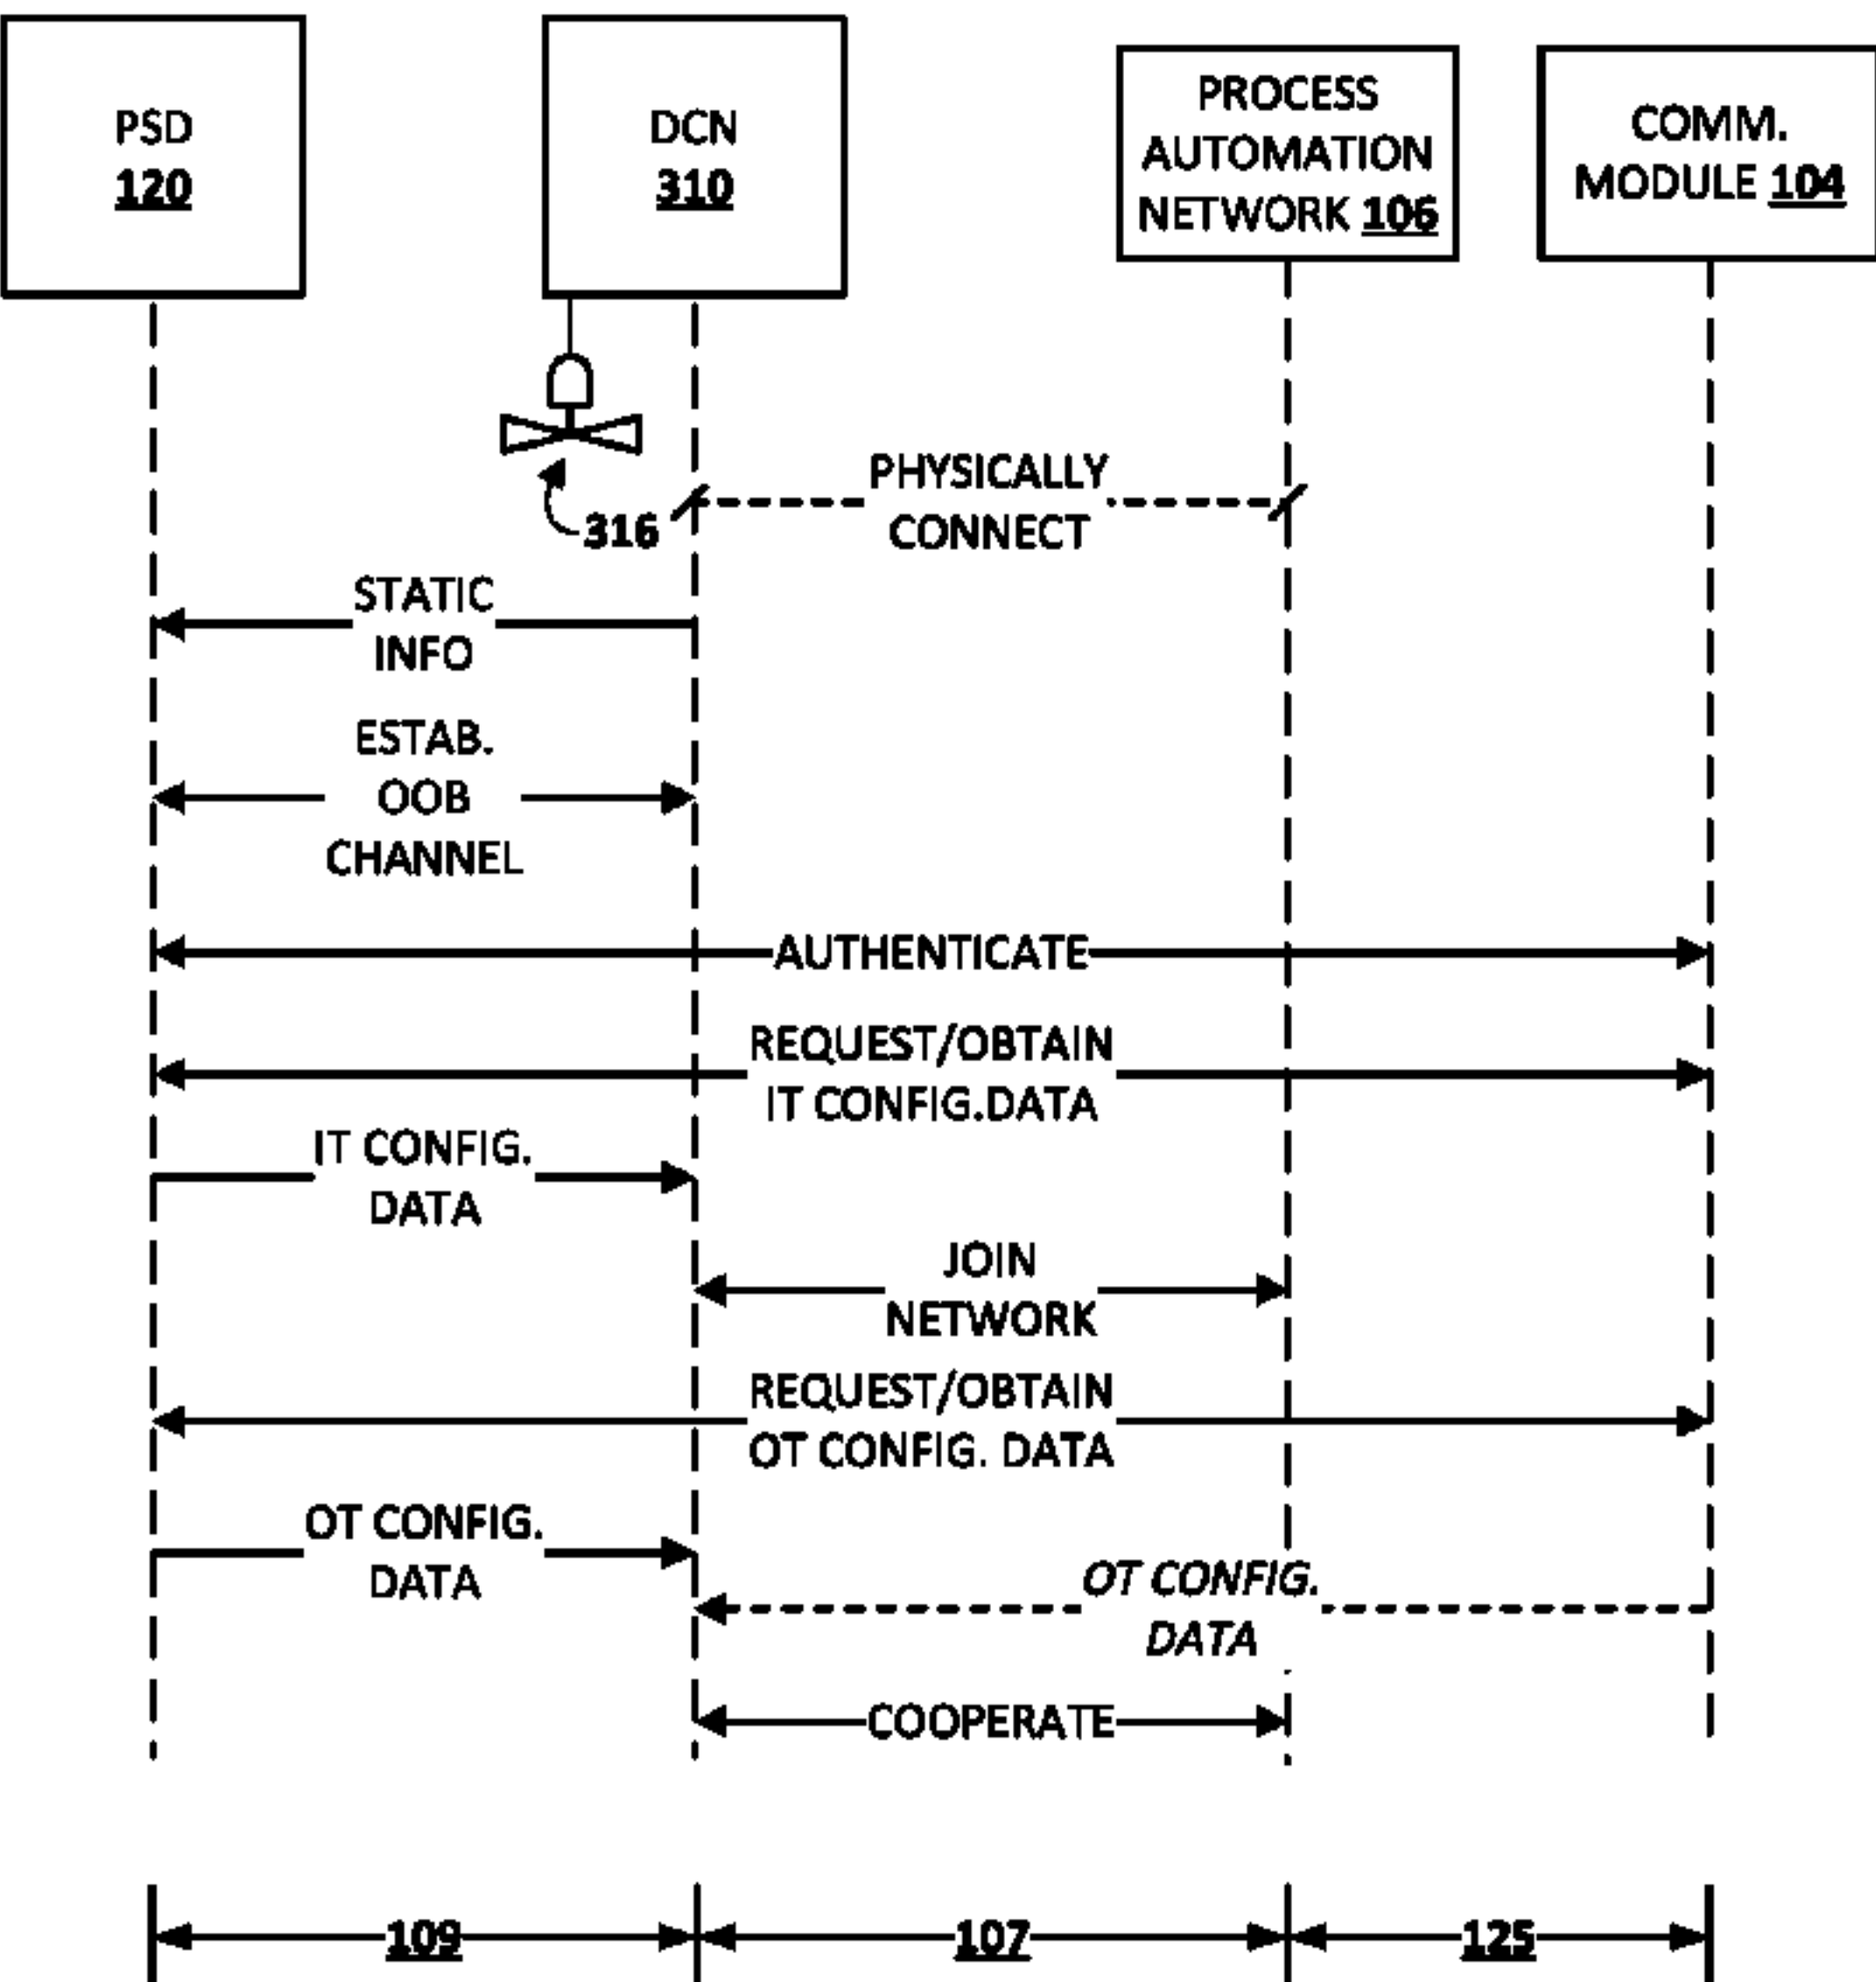 PSD
120
DCN
310
PROCESS
AUTOMATION
NETWORK 106
COMM.
MODULE 104
PHYSICALLY
CONNECT
316
STATIC
INFO
ESTAB.
OOB
CHANNEL
AUTHENTICATE
REQUEST/OBTAIN
IT CONFIG.DATA
IT CONFIG.
DATA
JOIN
NETWORK
REQUEST/OBTAIN
OT CONFIG. DATA
OT CONFIG.
DATA
OT CONFIG.
DATA
COOPERATE
109
107
125